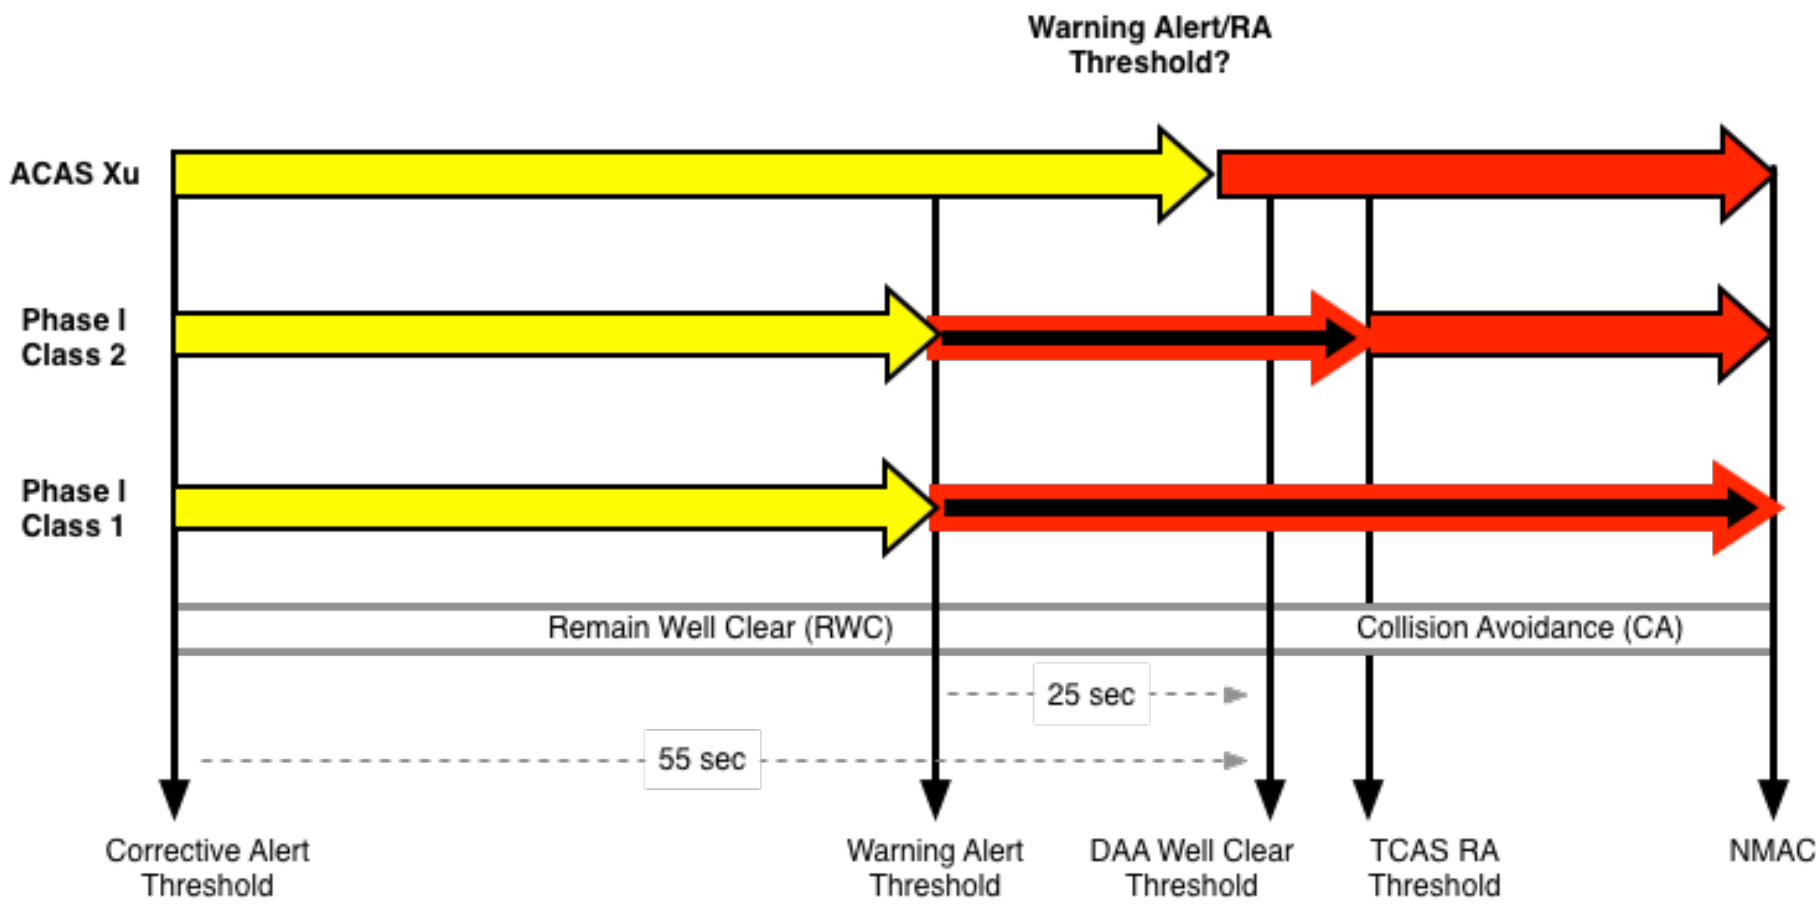 Warning Alert/RA
Threshold?
ACAS Xu
Phase I
Class 2
Phase I
Class 1
Remain Well Clear (RWC)
Collision Avoidance (CA)
25 sec
55 sec
Corrective Alert
Threshold
Warning Alert
Threshold
DAA Well Clear
Threshold
TCAS RA
Threshold
NMAC